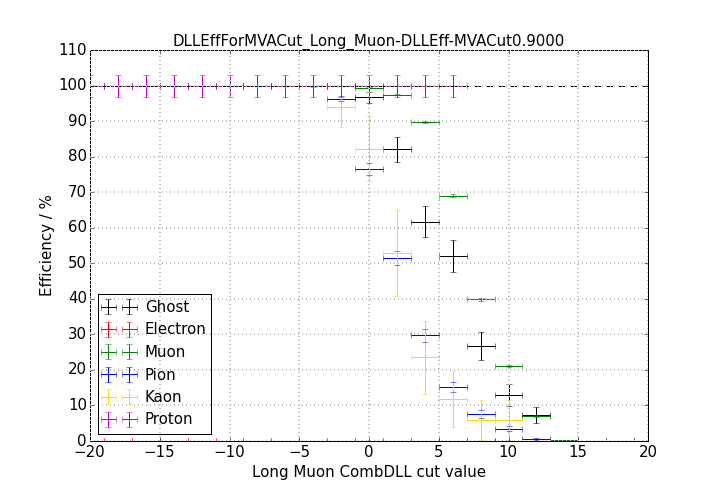 DLLEffForMVACut_Long_Muon-DLLEff-MVACut0.9000
110
100
90
80
70
60
50
40
30
20
10
0
Efficiency / %
Ghost
Electron
Muon
Pion
Kaon
Proton
−20 −15 −10 −5 0 5 10 15 20
Long Muon CombDLL cut value